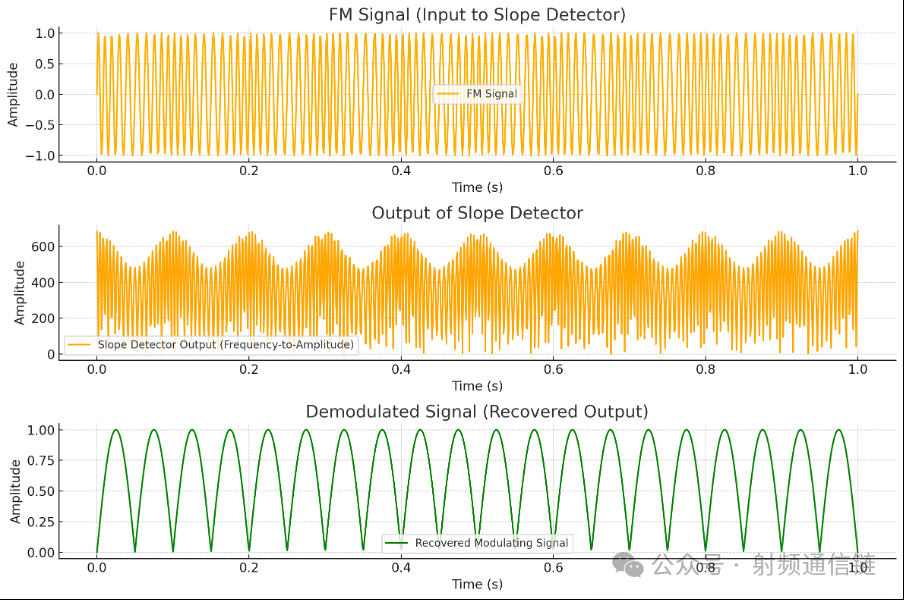 FM Signal (Input to Slope Detector)
1.0
0.5
0.0
−0.5
−1.0
Amplitude
FM Signal
0.0 0.2 0.4 0.6 0.8 1.0
Time (s)
Output of Slope Detector
600
400
200
0
Amplitude
Slope Detector Output (Frequency-to-Amplitude)
0.0 0.2 0.4 0.6 0.8 1.0
Time (s)
Demodulated Signal (Recovered Output)
1.00
0.75
0.50
0.25
0.00
Amplitude
Recovered Modulating Signal
0.0 0.2 0.4 0.6 0.8 1.0
Time (s)
公众号 · 射频通信链